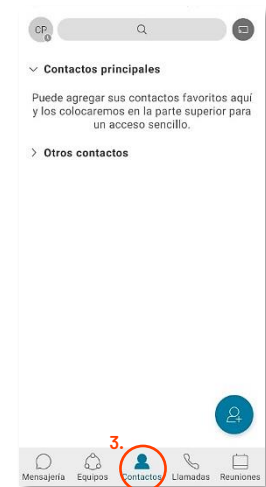 CP
Contactos principales
Puede agregar sus contactos favoritos aquí
y los colocaremos en la parte superior para
un acceso sencillo.
Otros contactos
3.
Mensajería Equipos Contactos Llamadas Reuniones